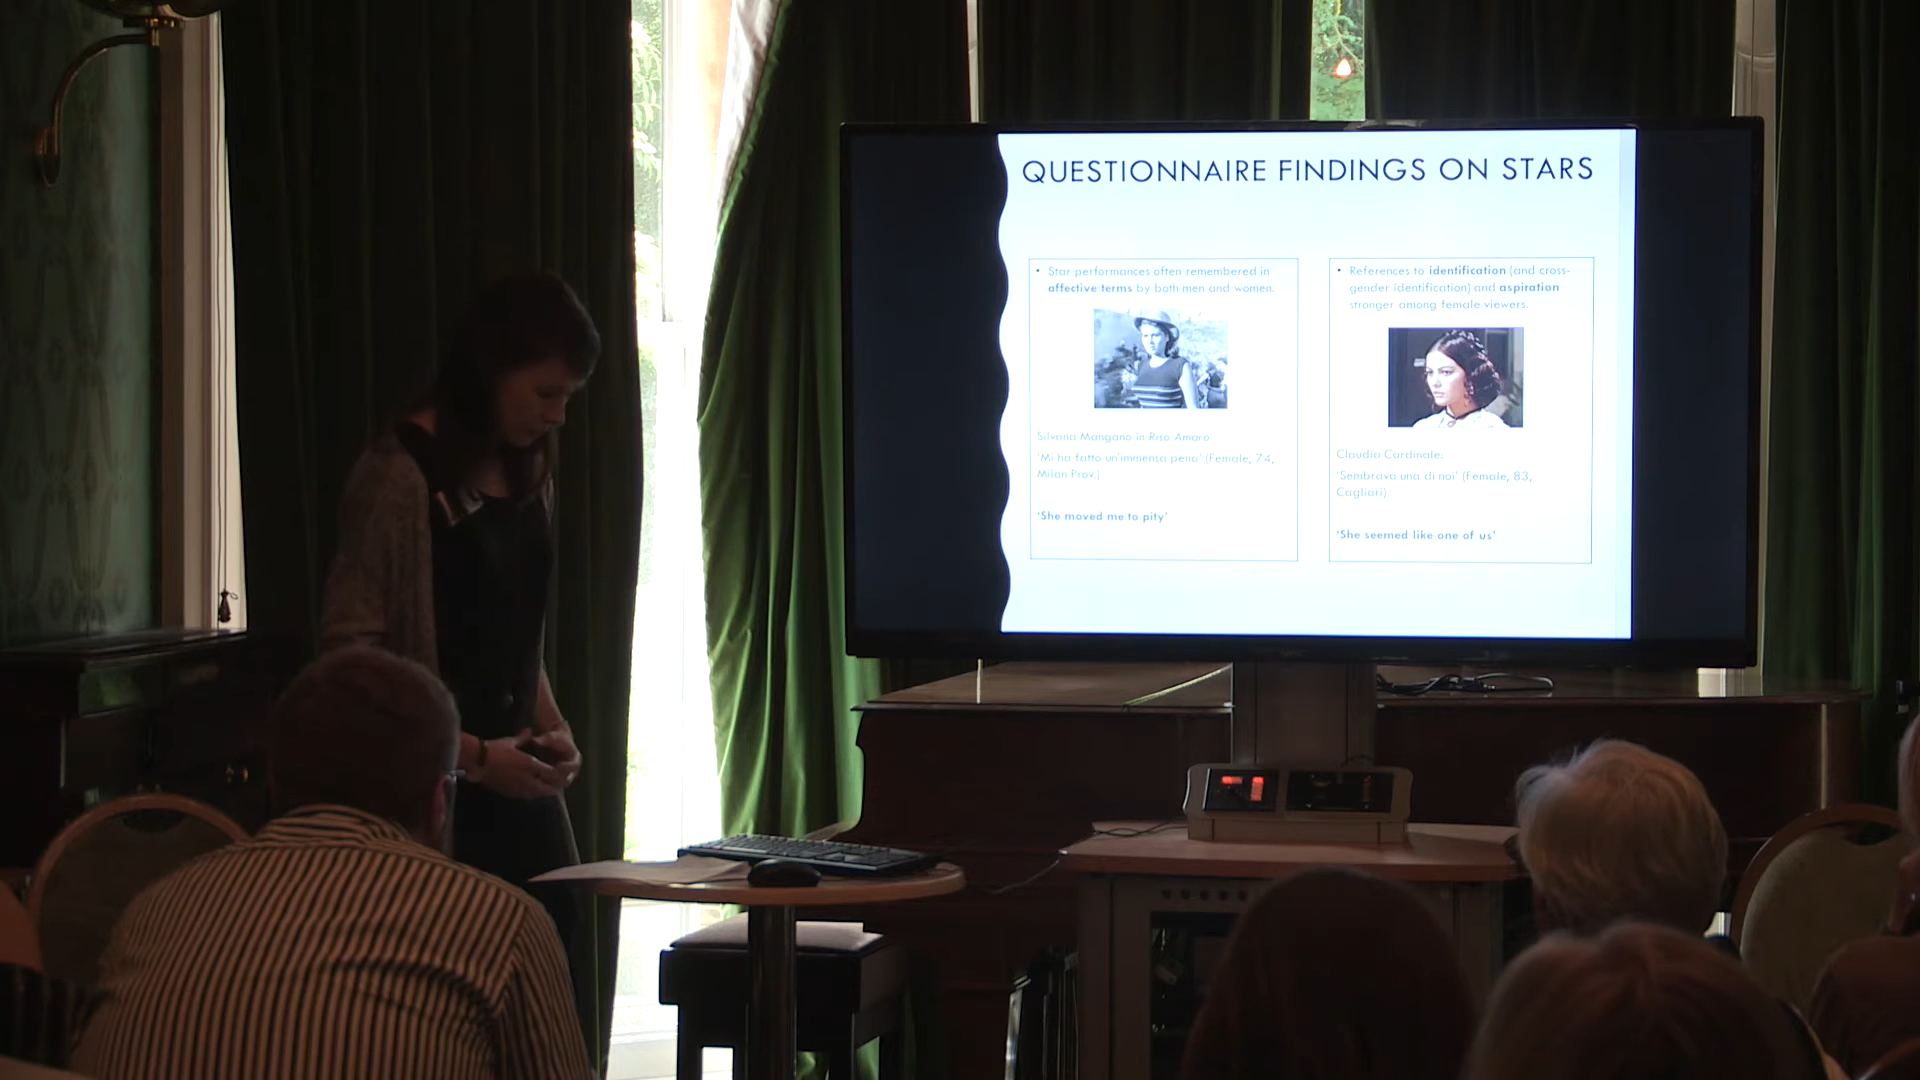 QUESTIONNAIRE FINDINGS ON STARS
• Star performances often remembered in
affective terms by both men and women.
Silvana Mangano in Riso Amaro
'Mi ha fatto un'immensa pena' (Female, 74,
Milan Prov.)
'She moved me to pity'
• References to identification (and cross-
gender identification) and aspiration
stronger among female viewers.
Claudia Cardinale:
'Sembrava una di noi' (Female, 83,
Cagliari)
'She seemed like one of us'